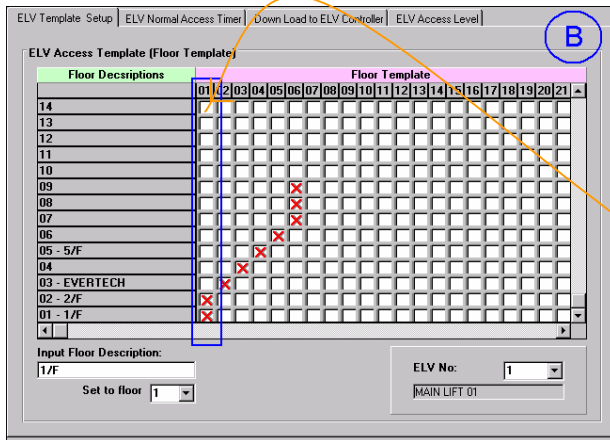 ELV Template Setup ELV Normal Access Timer Down Load to ELV Controller ELV Access Level
B
ELV Access Template (Floor Template)
Floor Decsriptions Floor Template
01 02 03 04 05 06 07 08 09 10 11 12 13 14 15 16 17 18 19 20 21
14
13
12
11
10
09
08
07
06
05 - 5/F
04
03 - EVERTECH
02 - 2/F
01 - 1/F
Input Floor Description:
1/F
Set to floor 1
ELV No: 1
MAIN LIFT 01